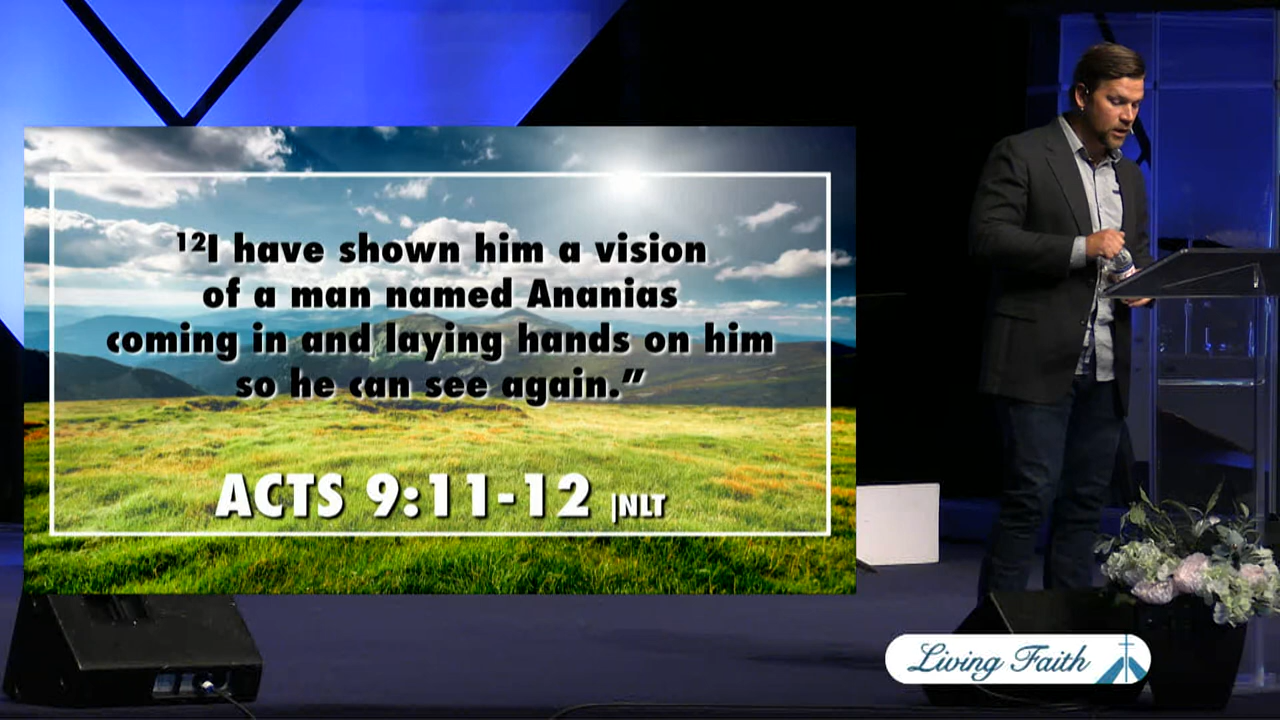 ¹²I have shown him a vision
of a man named Ananias
coming in and laying hands on him
so he can see again.”
ACTS 9:11-12 |NLT
Living Faith